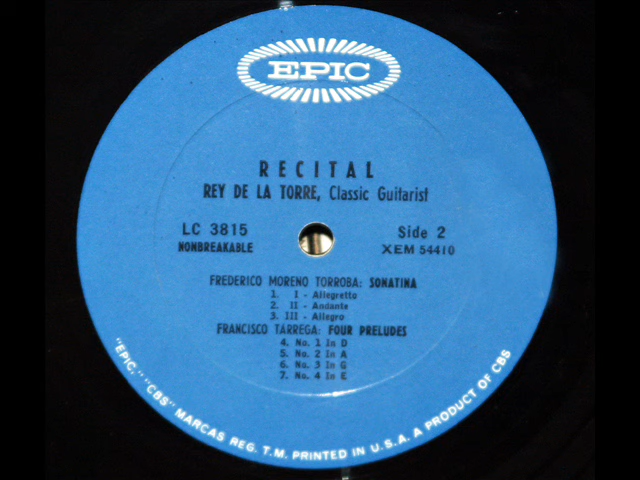 EPIC
RECITAL
REY DE LA TORRE, Classic Guitarist
LC 3815 Side 2
NONBREAKABLE XEM 54410
FREDERICO MORENO TORROBA: SONATINA
1. I - Allegretto
2. II - Andante
3. III - Allegro
FRANCISCO TARREGA: FOUR PRELUDES
4. No. 1 In D
5. No. 2 In A
6. No. 3 In G
7. No. 4 In E
"EPIC," "CBS" MARCAS REG. T.M. PRINTED IN U.S.A. A PRODUCT OF CBS